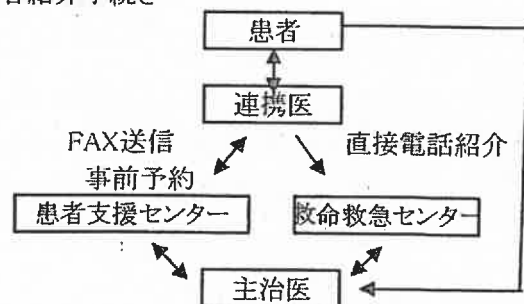 患者
連携医
FAX送信
直接電話紹介
事前予約
患者支援センター
救命救急センター
主治医